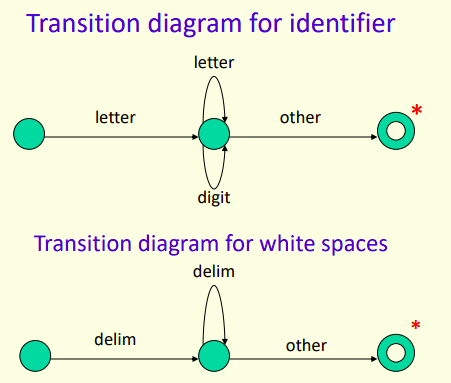 Transition diagram for identifier
letter
letter
other
*
digit
Transition diagram for white spaces
delim
delim
other
*